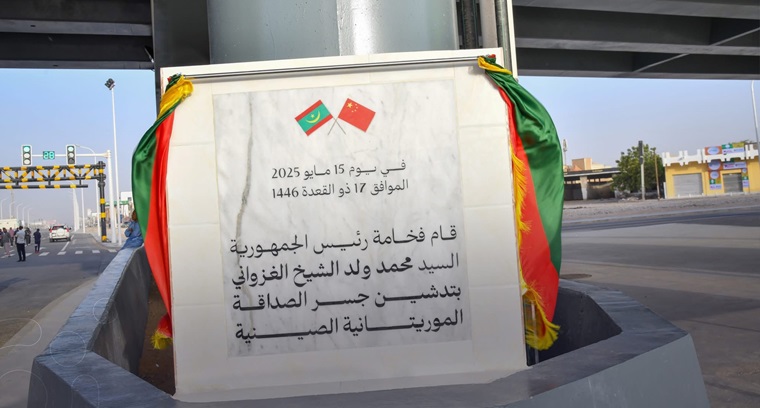 في يوم 15 مايو 2025
الموافق 17 ذو القعدة 1446
قام فخامة رئيس الجمهورية
السيد محمد ولد الشيخ الغزواني
بتدشين جسر الصداقة
الموريتانية الصينية
28